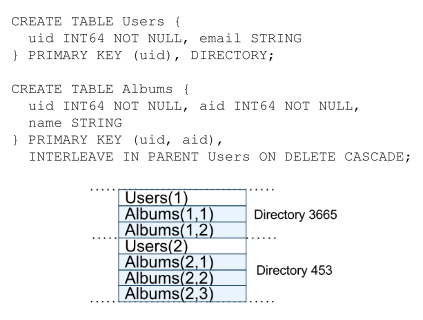 CREATE TABLE Users {
uid INT64 NOT NULL, email STRING
} PRIMARY KEY (uid), DIRECTORY;
CREATE TABLE Albums {
uid INT64 NOT NULL, aid INT64 NOT NULL,
name STRING
} PRIMARY KEY (uid, aid),
INTERLEAVE IN PARENT Users ON DELETE CASCADE;
Users(1)
Albums(1,1)
Directory 3665
Albums(1,2)
Users(2)
Albums(2,1)
Directory 453
Albums(2,2)
Albums(2,3)